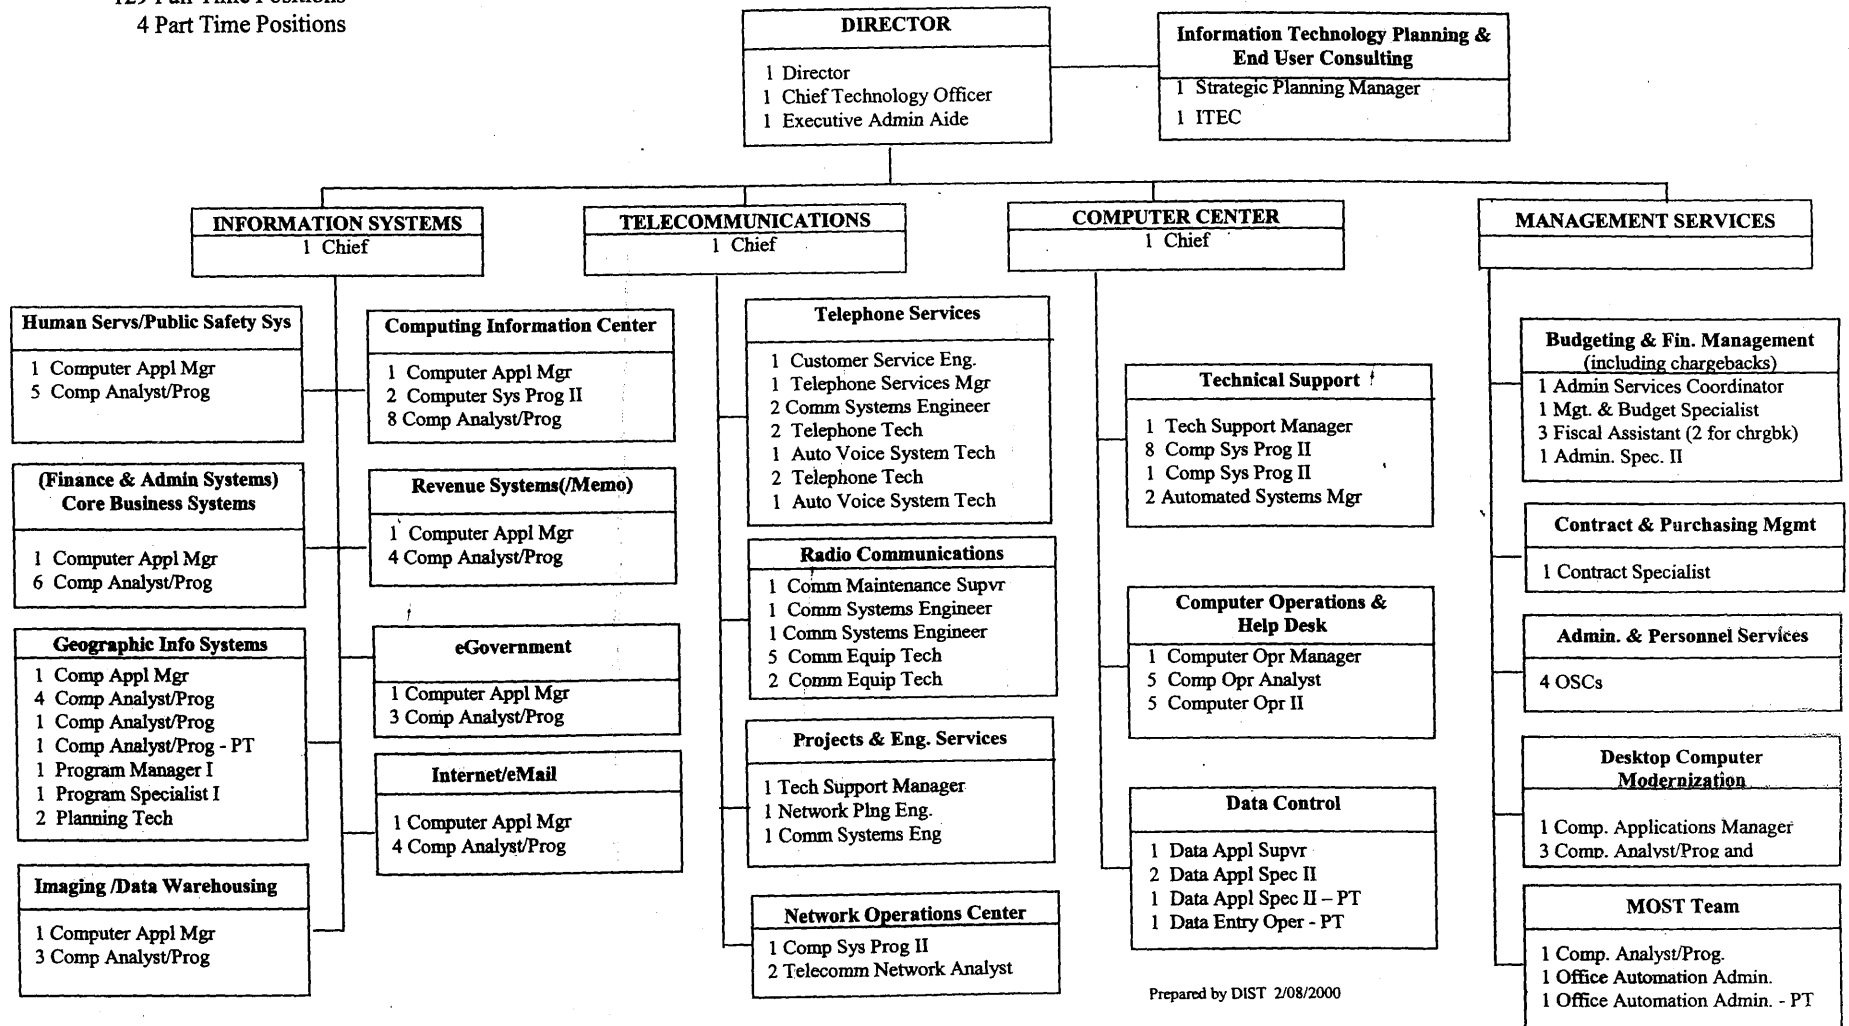 4 Part Time Positions
DIRECTOR
1 Director
1 Chief Technology Officer
1 Executive Admin Aide
Information Technology Planning &
End User Consulting
1 Strategic Planning Manager
1 ITEC
INFORMATION SYSTEMS
1 Chief
TELECOMMUNICATIONS
1 Chief
COMPUTER CENTER
1 Chief
MANAGEMENT SERVICES
Human Servs/Public Safety Sys
1 Computer Appl Mgr
5 Comp Analyst/Prog
(Finance & Admin Systems)
Core Business Systems
1 Computer Appl Mgr
6 Comp Analyst/Prog
Geographic Info Systems
1 Comp Appl Mgr
4 Comp Analyst/Prog
1 Comp Analyst/Prog
1 Comp Analyst/Prog - PT
1 Program Manager I
1 Program Specialist I
2 Planning Tech
Imaging /Data Warehousing
1 Computer Appl Mgr
3 Comp Analyst/Prog
Computing Information Center
1 Computer Appl Mgr
2 Computer Sys Prog II
8 Comp Analyst/Prog
Revenue Systems(/Memo)
1 Computer Appl Mgr
4 Comp Analyst/Prog
eGovernment
1 Computer Appl Mgr
3 Comp Analyst/Prog
Internet/eMail
1 Computer Appl Mgr
4 Comp Analyst/Prog
Telephone Services
1 Customer Service Eng.
1 Telephone Services Mgr
2 Comm Systems Engineer
2 Telephone Tech
1 Auto Voice System Tech
2 Telephone Tech
1 Auto Voice System Tech
Radio Communications
1 Comm Maintenance Supvr
1 Comm Systems Engineer
1 Comm Systems Engineer
5 Comm Equip Tech
2 Comm Equip Tech
Projects & Eng. Services
1 Tech Support Manager
1 Network Plng Eng.
1 Comm Systems Eng
Network Operations Center
1 Comp Sys Prog II
2 Telecomm Network Analyst
Technical Support
1 Tech Support Manager
8 Comp Sys Prog II
1 Comp Sys Prog II
2 Automated Systems Mgr
Computer Operations &
Help Desk
1 Computer Opr Manager
5 Comp Opr Analyst
5 Computer Opr II
Data Control
1 Data Appl Supvr
2 Data Appl Spec II
1 Data Appl Spec II – PT
1 Data Entry Oper - PT
Prepared by DIST 2/08/2000
Budgeting & Fin. Management
(including chargebacks)
1 Admin Services Coordinator
1 Mgt. & Budget Specialist
3 Fiscal Assistant (2 for chrgbk)
1 Admin. Spec. II
Contract & Purchasing Mgmt
1 Contract Specialist
Admin. & Personnel Services
4 OSCs
Desktop Computer
Modernization
1 Comp. Applications Manager
3 Comp. Analyst/Prog and
MOST Team
1 Comp. Analyst/Prog.
1 Office Automation Admin.
1 Office Automation Admin. - PT